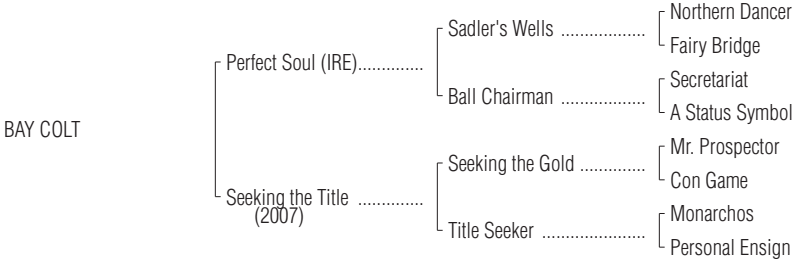 Northern Dancer
Sadler's Wells ...................
Fairy Bridge
Perfect Soul (IRE)..............
Secretariat
Ball Chairman ...................
A Status Symbol
BAY COLT
Mr. Prospector
Seeking the Gold ...............
Con Game
Seeking the Title ..............
(2007)
Monarchos
Title Seeker ......................
Personal Ensign